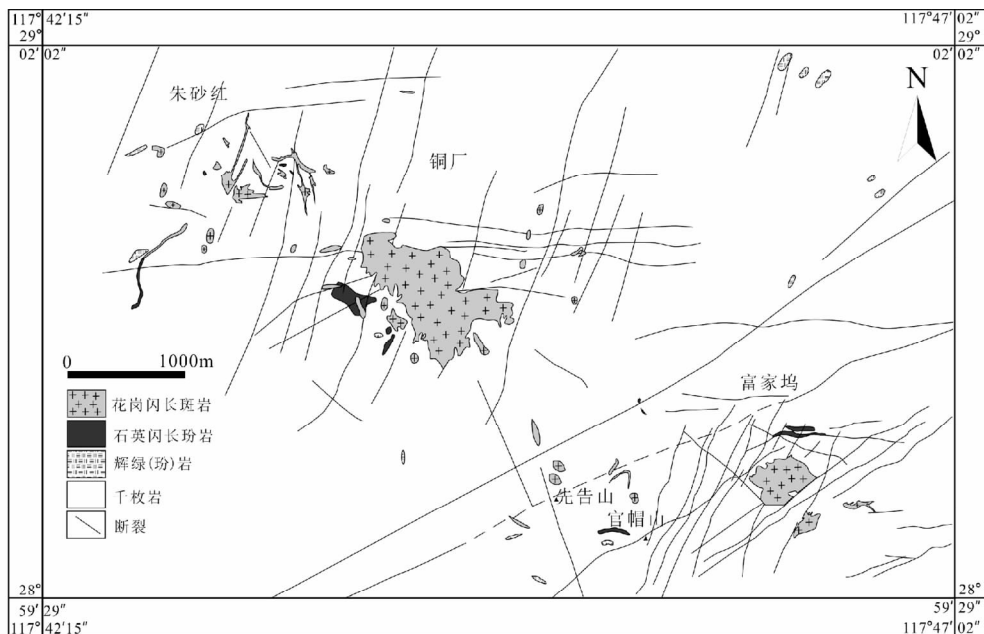 117°42′15″
117°47′02″
29°
29°
02′02″
02′02″
N
朱砂红
铜厂
0 1000m
富家坞
花岗闪长斑岩
石英闪长玢岩
辉绿(玢)岩
千枚岩
断裂
先告山
官帽山
28°
28°
59′29″
59′29″
117°42′15″
117°47′02″